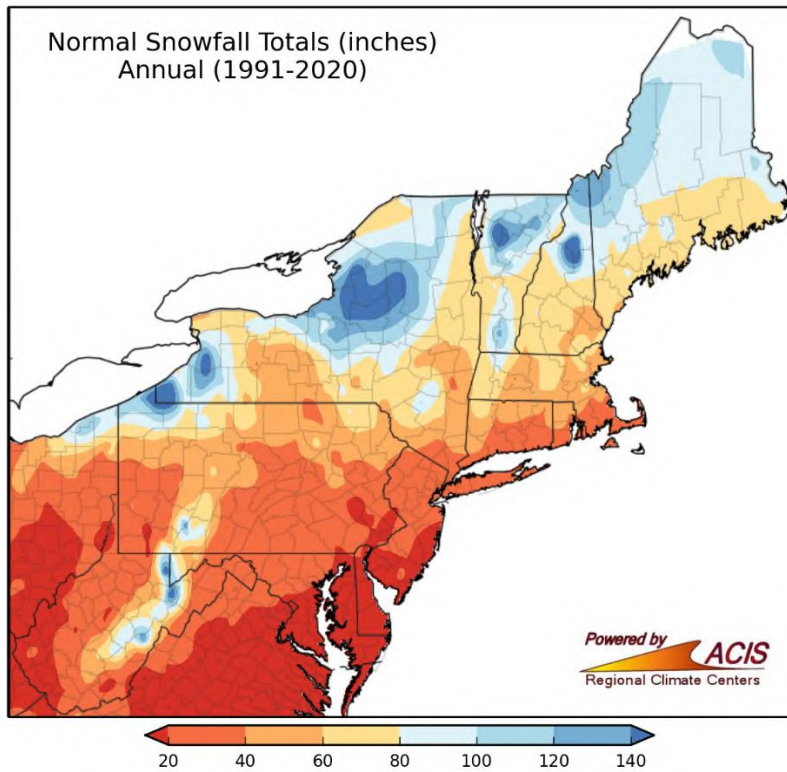 Normal Snowfall Totals (inches)
Annual (1991-2020)
Powered by
ACIS
Regional Climate Centers
20 40 60 80 100 120 140